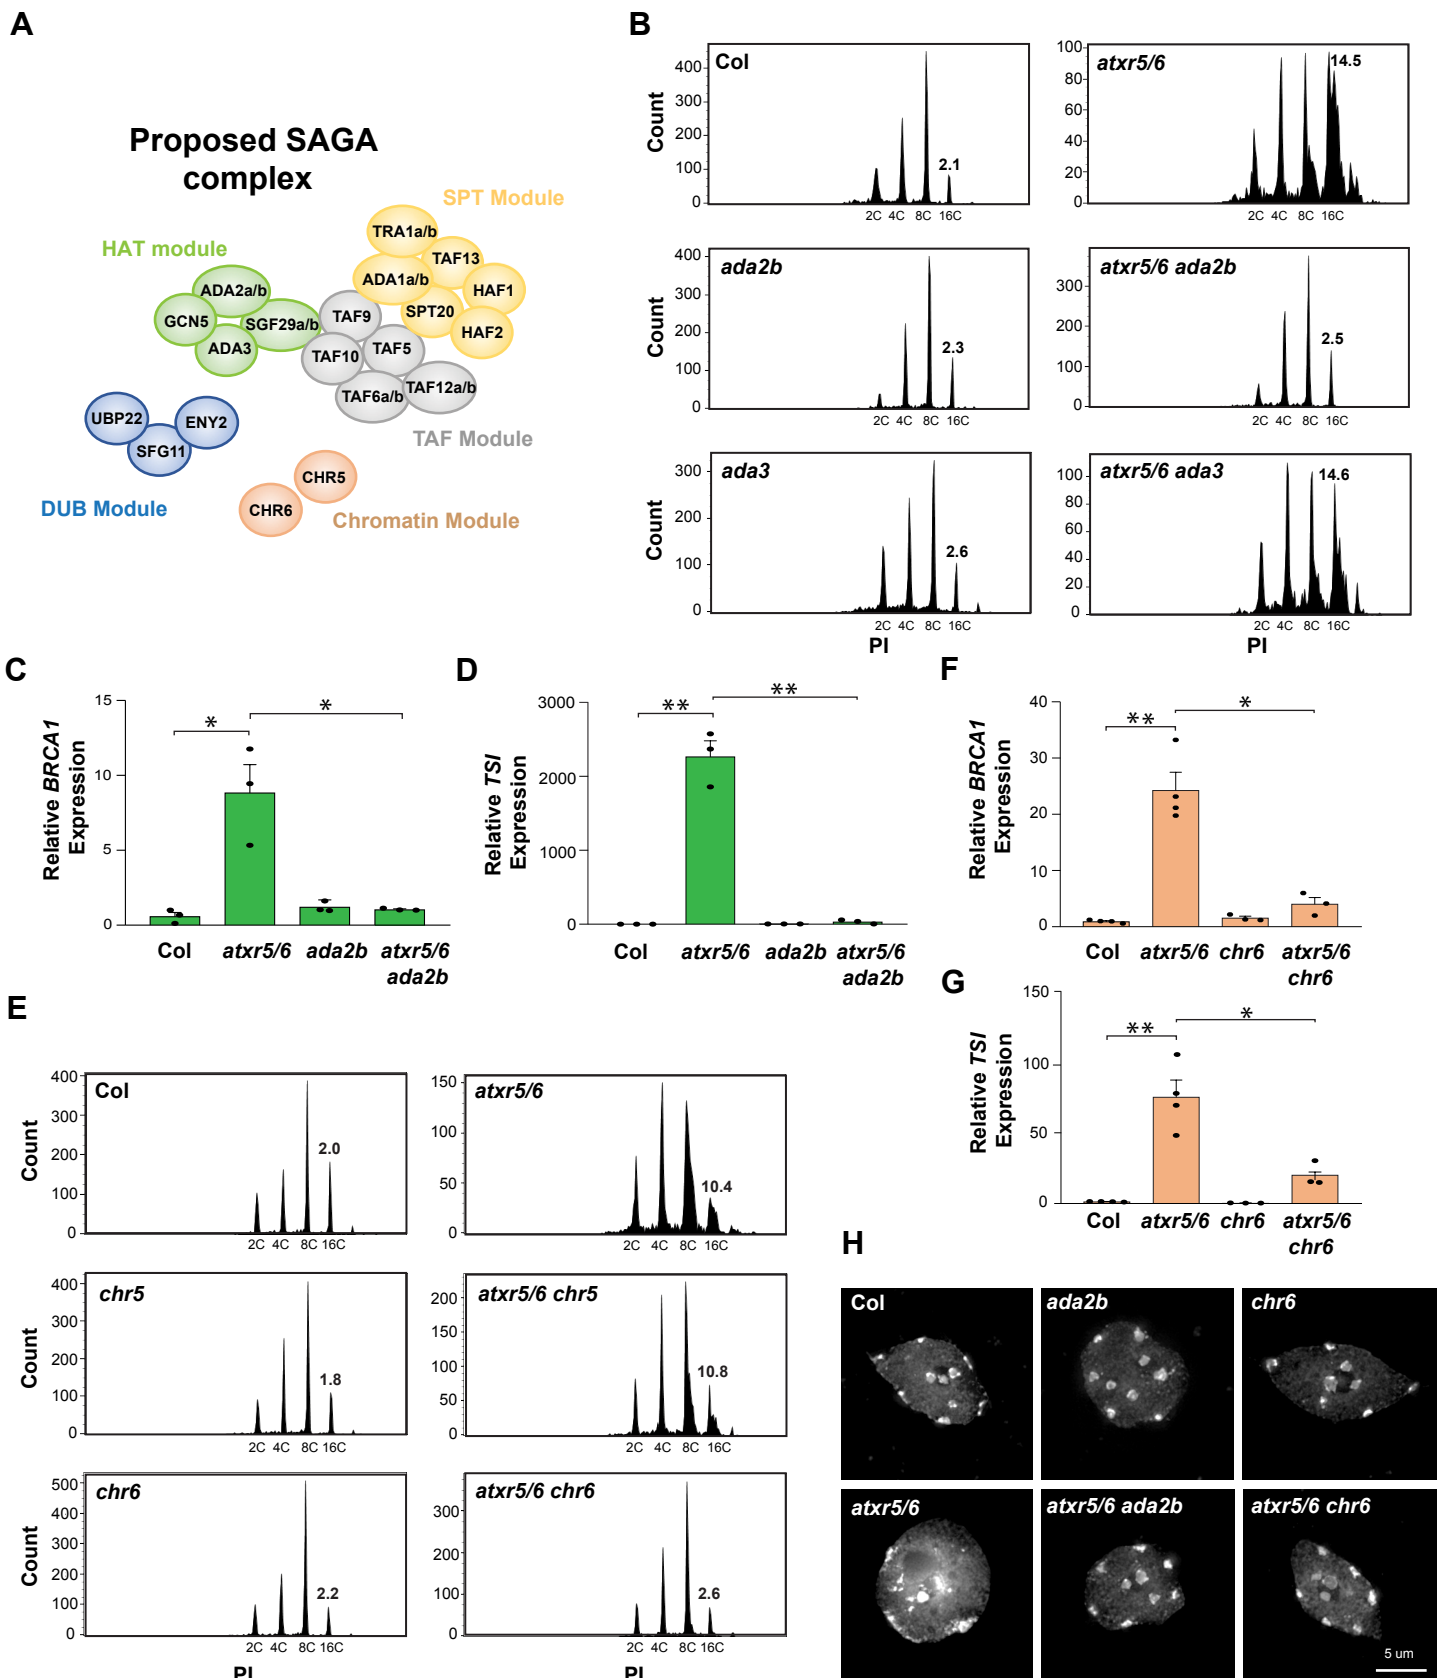 A
Proposed SAGA
complex
SPT Module
HAT module
TRA1a/b
TAF13
ADA1a/b
ADA2a/b
HAF1
GCN5
SGF29a/b
TAF9
SPT20
HAF2
ADA3
TAF10
TAF5
TAF6a/b
TAF12a/b
UBP22
ENY2
SFG11
TAF Module
CHR5
CHR6
DUB Module
Chromatin Module
B
Count
400
300
200
100
0
Col
2.1
2C 4C 8C 16C
100
80
60
40
20
0
atxr5/6
14.5
2C 4C 8C 16C
Count
400
300
200
100
0
ada2b
2.3
2C 4C 8C 16C
300
200
100
0
atxr5/6 ada2b
2.5
2C 4C 8C 16C
Count
300
200
100
0
ada3
2.6
2C 4C 8C 16C
PI
100
80
60
40
20
0
atxr5/6 ada3
14.6
2C 4C 8C 16C
PI
C
Relative BRCA1
Expression
15
10
5
0
*
*
Col atxr5/6 ada2b atxr5/6
ada2b
D
Relative TSI
Expression
3000
2000
1000
0
**
**
Col atxr5/6 ada2b atxr5/6
ada2b
F
Relative BRCA1
Expression
40
30
20
10
0
**
*
Col atxr5/6 chr6 atxr5/6
chr6
G
Relative TSI
Expression
150
100
50
0
**
*
Col atxr5/6 chr6 atxr5/6
chr6
E
Count
400
300
200
100
0
Col
2.0
2C 4C 8C 16C
150
100
50
0
atxr5/6
10.4
2C 4C 8C 16C
Count
400
300
200
100
0
chr5
1.8
2C 4C 8C 16C
200
150
100
50
0
atxr5/6 chr5
10.8
2C 4C 8C 16C
Count
500
400
300
200
100
0
chr6
2.2
2C 4C 8C 16C
PI
300
200
100
0
atxr5/6 chr6
2.6
2C 4C 8C 16C
PI
H
Col
ada2b
chr6
atxr5/6
atxr5/6 ada2b
atxr5/6 chr6
5 um